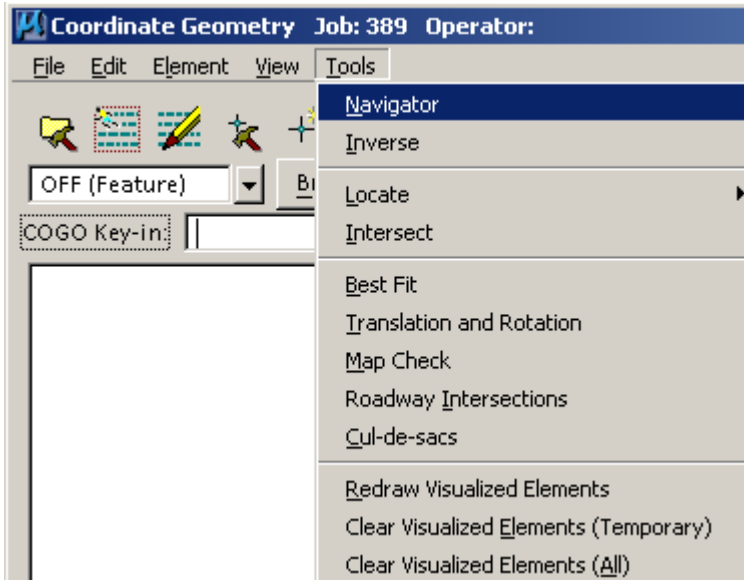 Coordinate Geometry Job: 389 Operator:
File Edit Element View Tools
Navigator
Inverse
OFF (Feature)
Locate
COGO Key-in:
Intersect
Best Fit
Translation and Rotation
Map Check
Roadway Intersections
Cul-de-sacs
Redraw Visualized Elements
Clear Visualized Elements (Temporary)
Clear Visualized Elements (All)